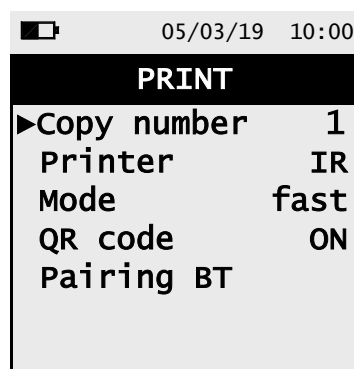 05/03/19 10:00
PRINT
►Copy number 1
Printer IR
Mode fast
QR code ON
Pairing BT